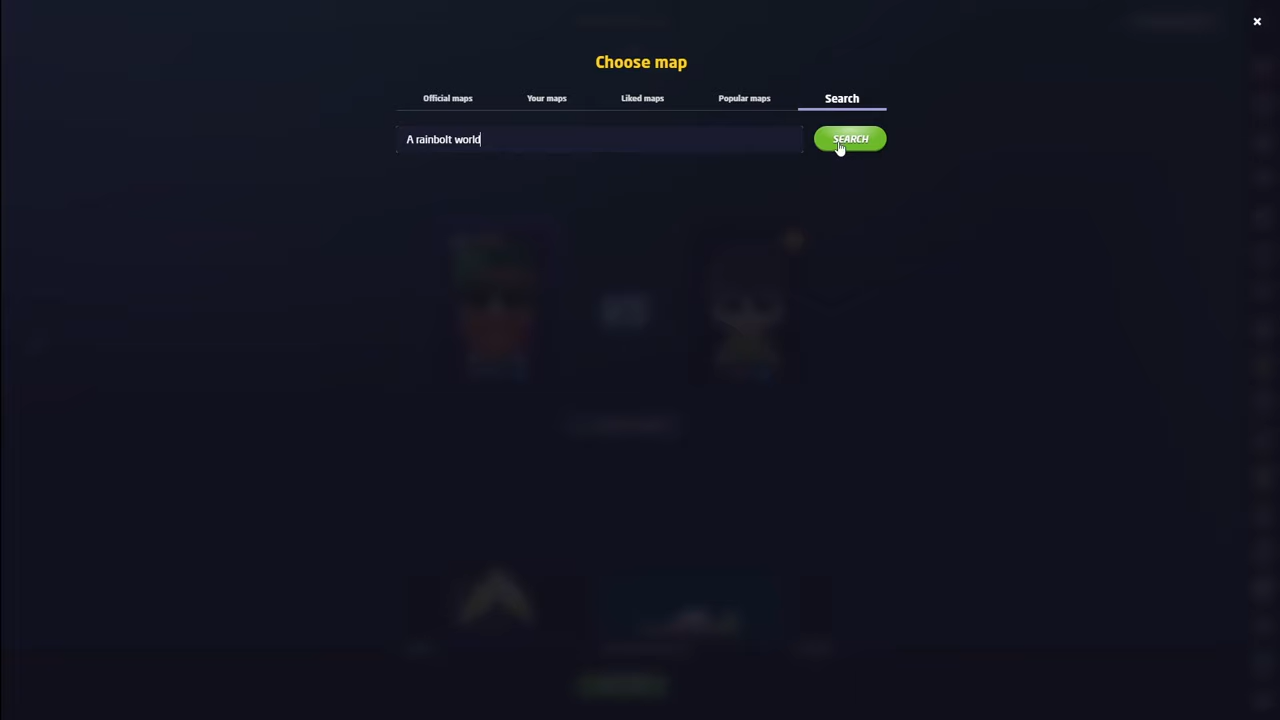 Choose map
Official maps
Your maps
Liked maps
Popular maps
Search
A rainbolt world
SEARCH